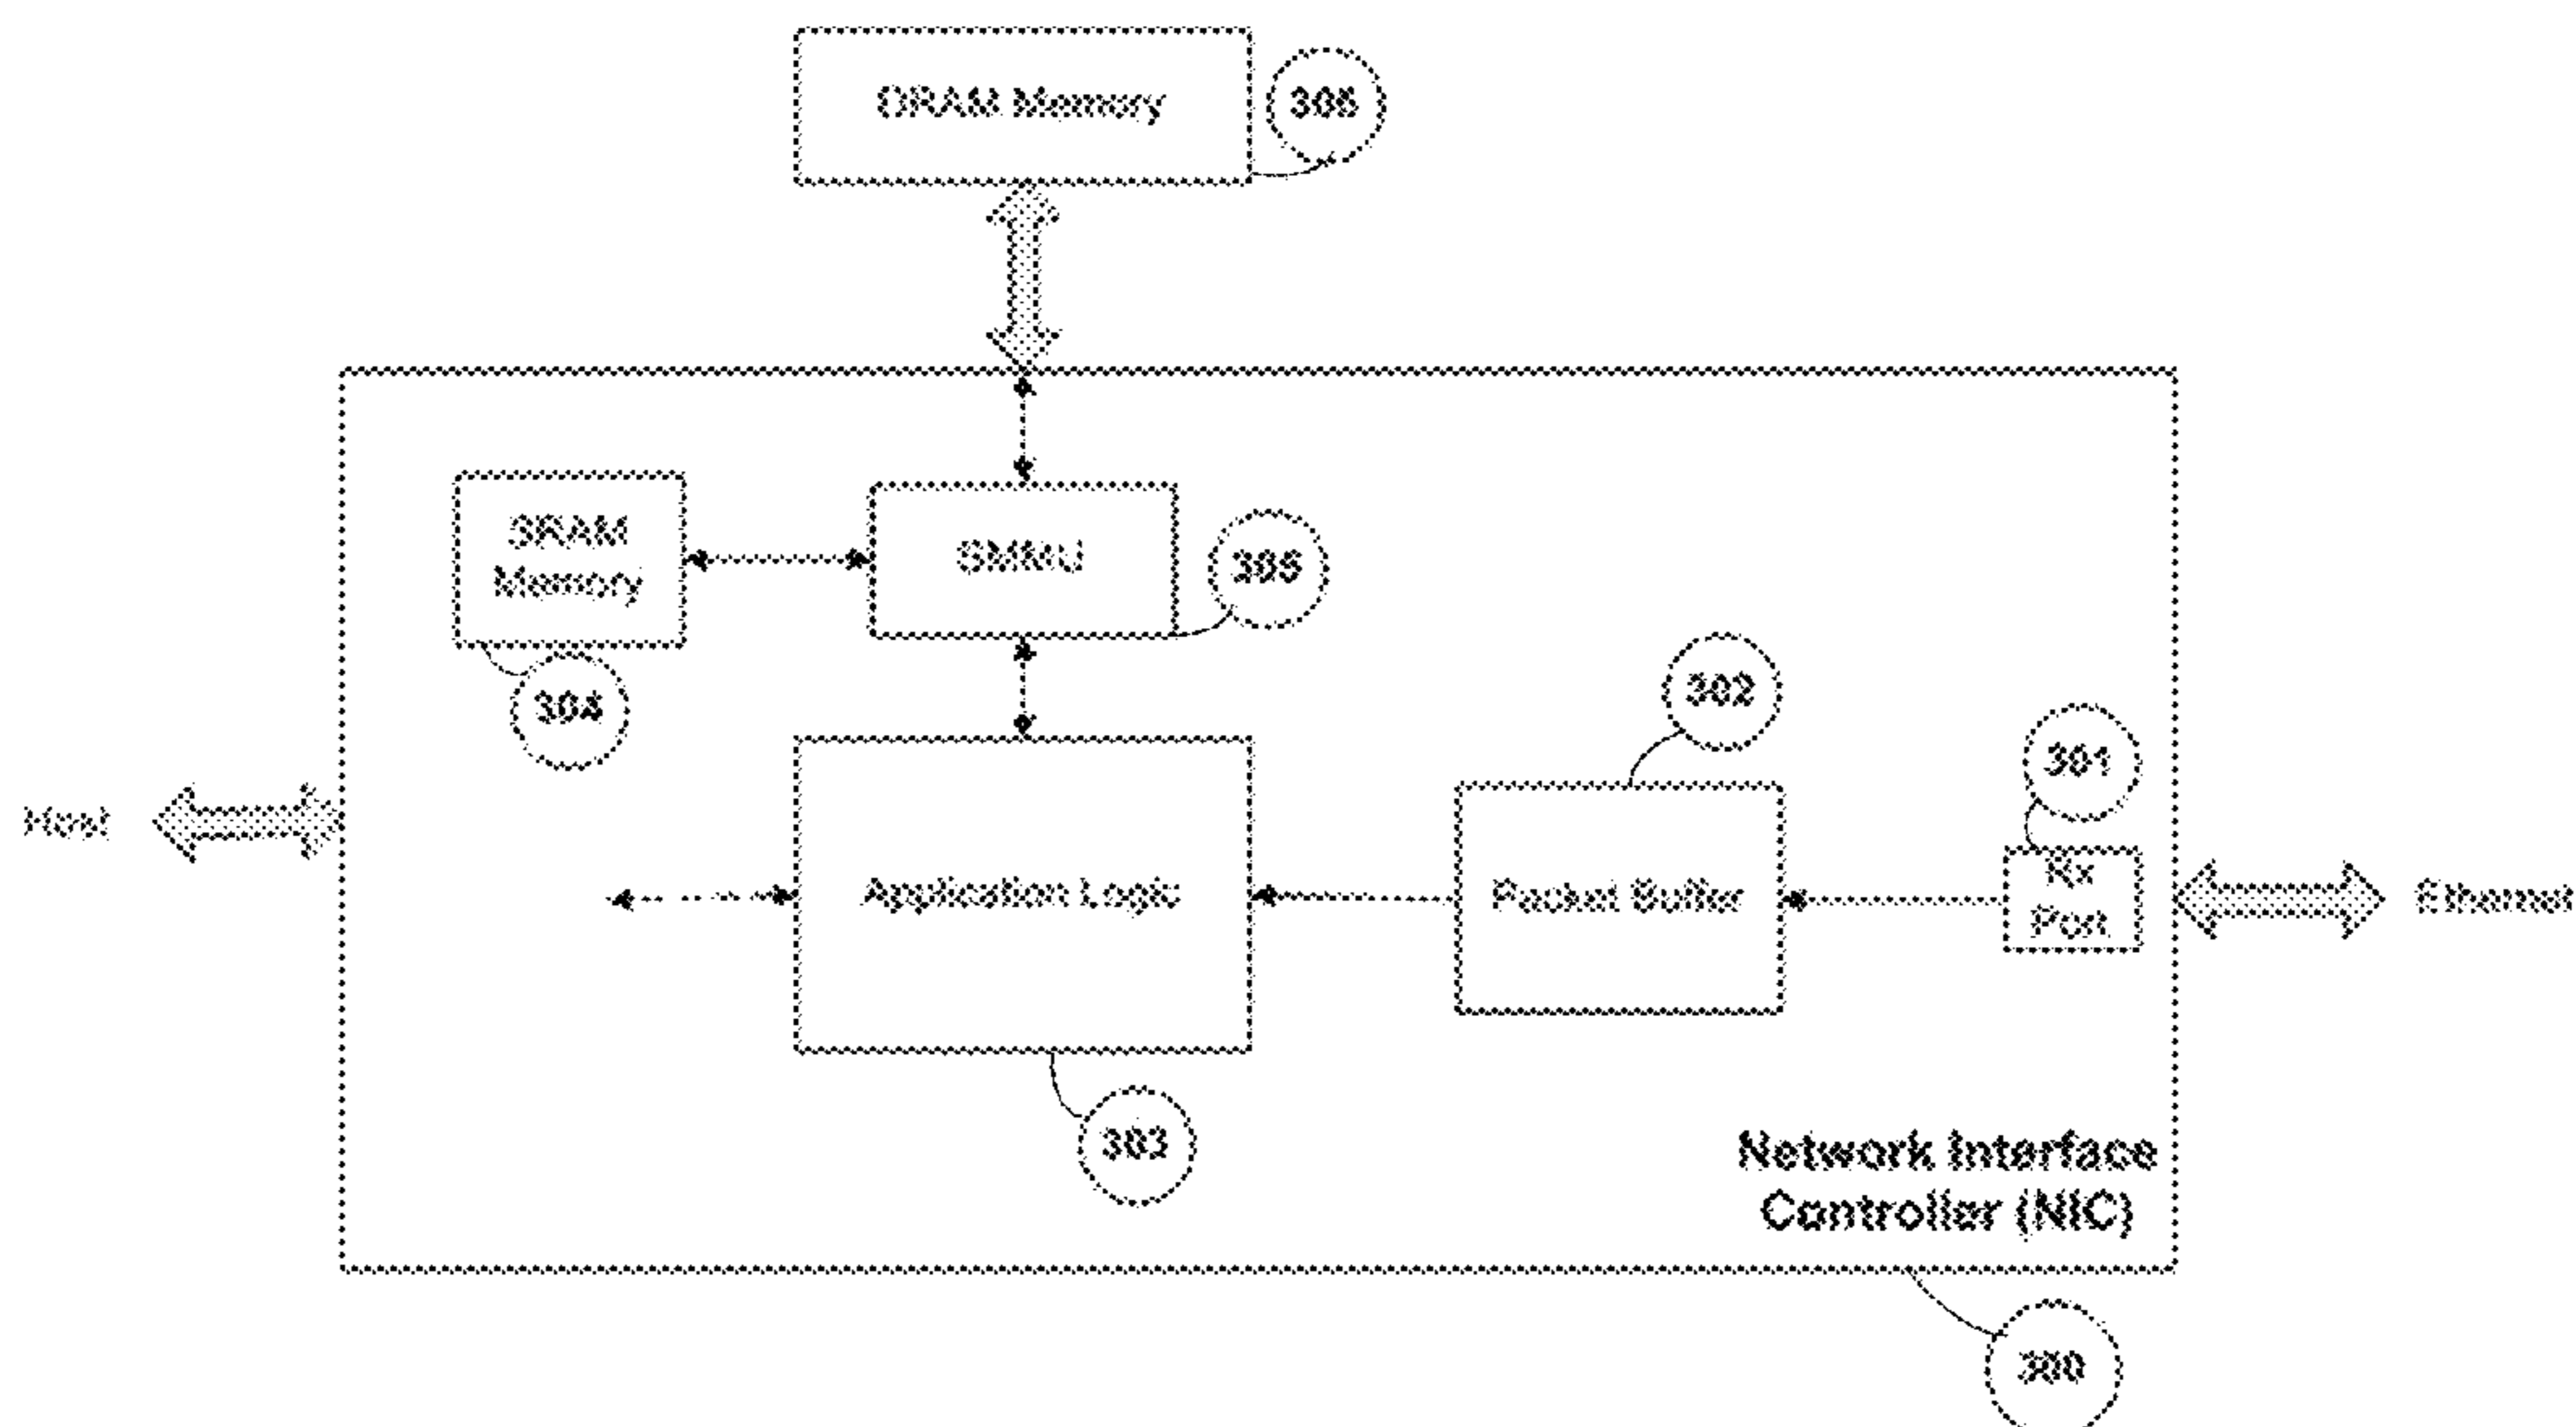 DRAM Memory
306
SRAM
Memory
SMMU
305
304
302
301
Host
Application Logic
Packet Buffer
Rx
Port
Ethernet
303
Network Interface
Controller (NIC)
300